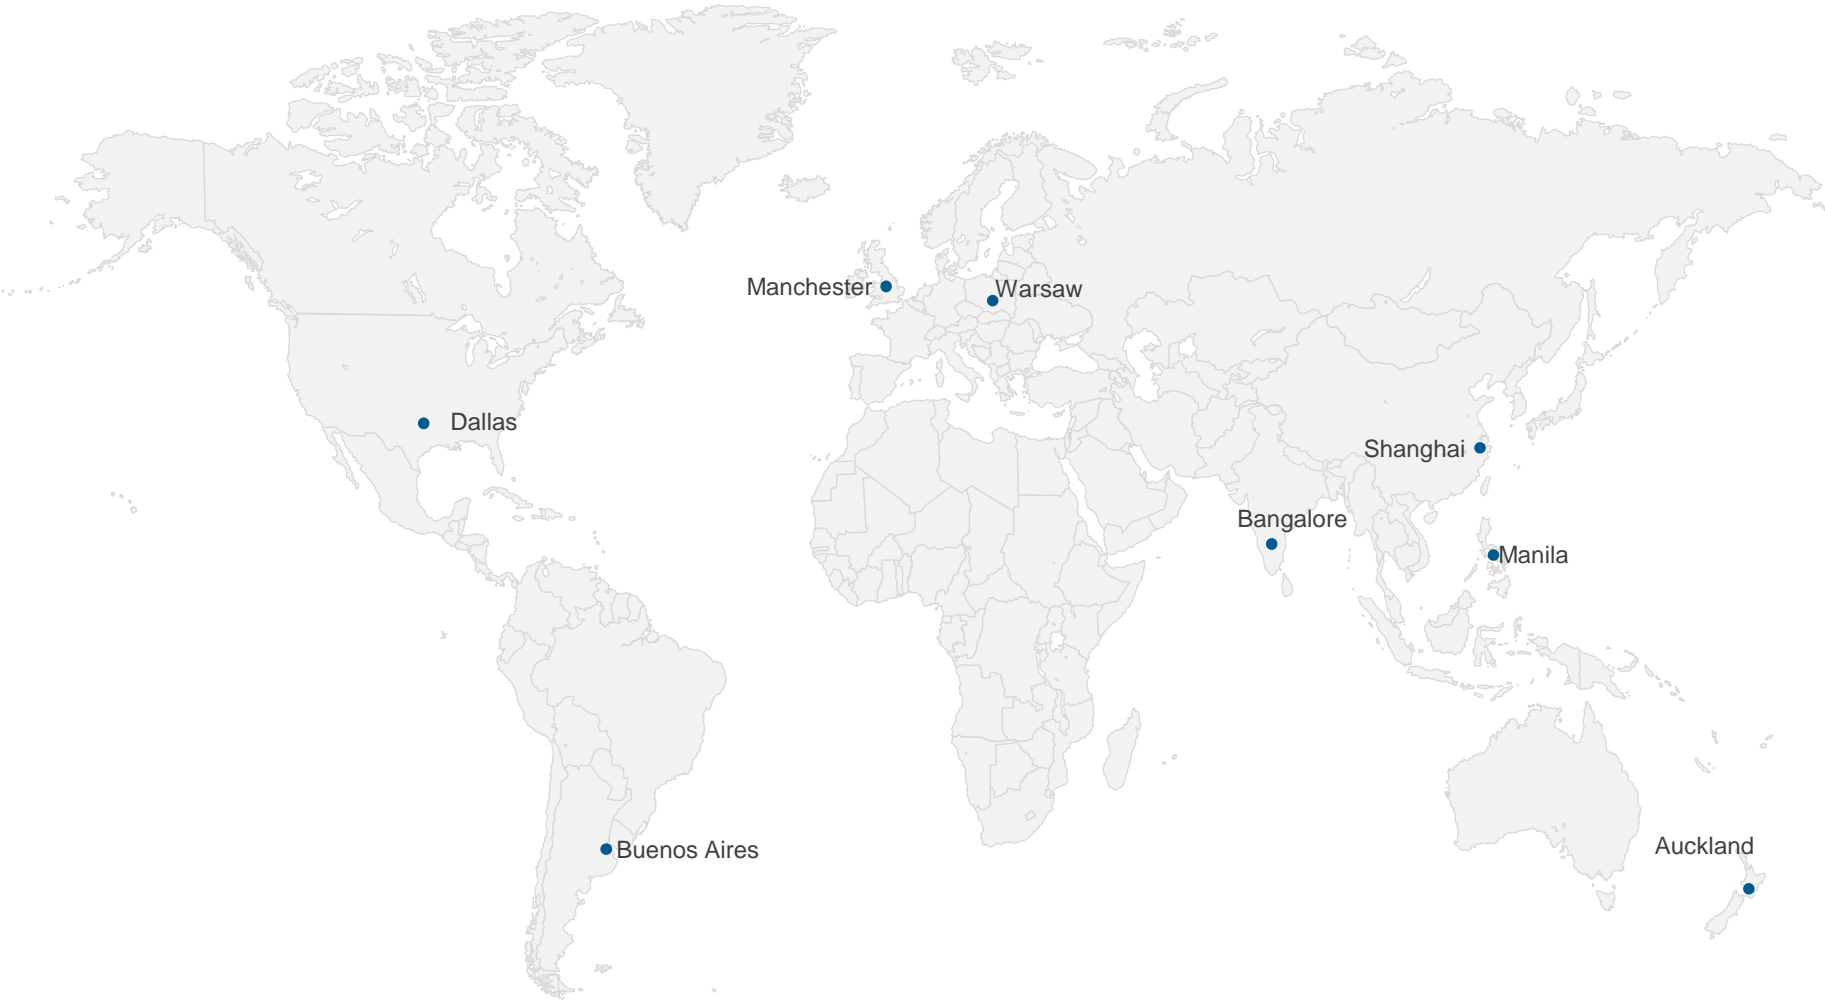 Manchester
Warsaw
Dallas
Shanghai
Bangalore
Manila
Buenos Aires
Auckland